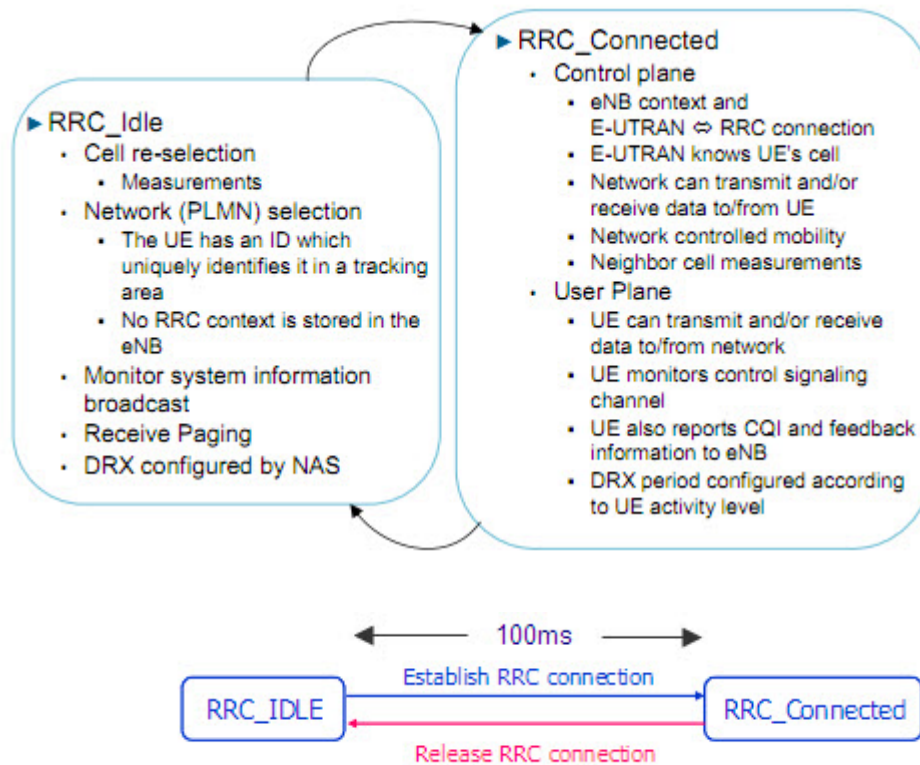 ► RRC_Idle
· Cell re-selection
▪ Measurements
· Network (PLMN) selection
▪ The UE has an ID which
uniquely identifies it in a tracking
area
▪ No RRC context is stored in the
eNB
· Monitor system information
broadcast
· Receive Paging
· DRX configured by NAS
► RRC_Connected
· Control plane
▪ eNB context and
E-UTRAN ⇔ RRC connection
▪ E-UTRAN knows UE's cell
▪ Network can transmit and/or
receive data to/from UE
▪ Network controlled mobility
▪ Neighbor cell measurements
· User Plane
▪ UE can transmit and/or receive
data to/from network
▪ UE monitors control signaling
channel
▪ UE also reports CQI and feedback
information to eNB
▪ DRX period configured according
to UE activity level
100ms
Establish RRC connection
RRC_IDLE
RRC_Connected
Release RRC connection